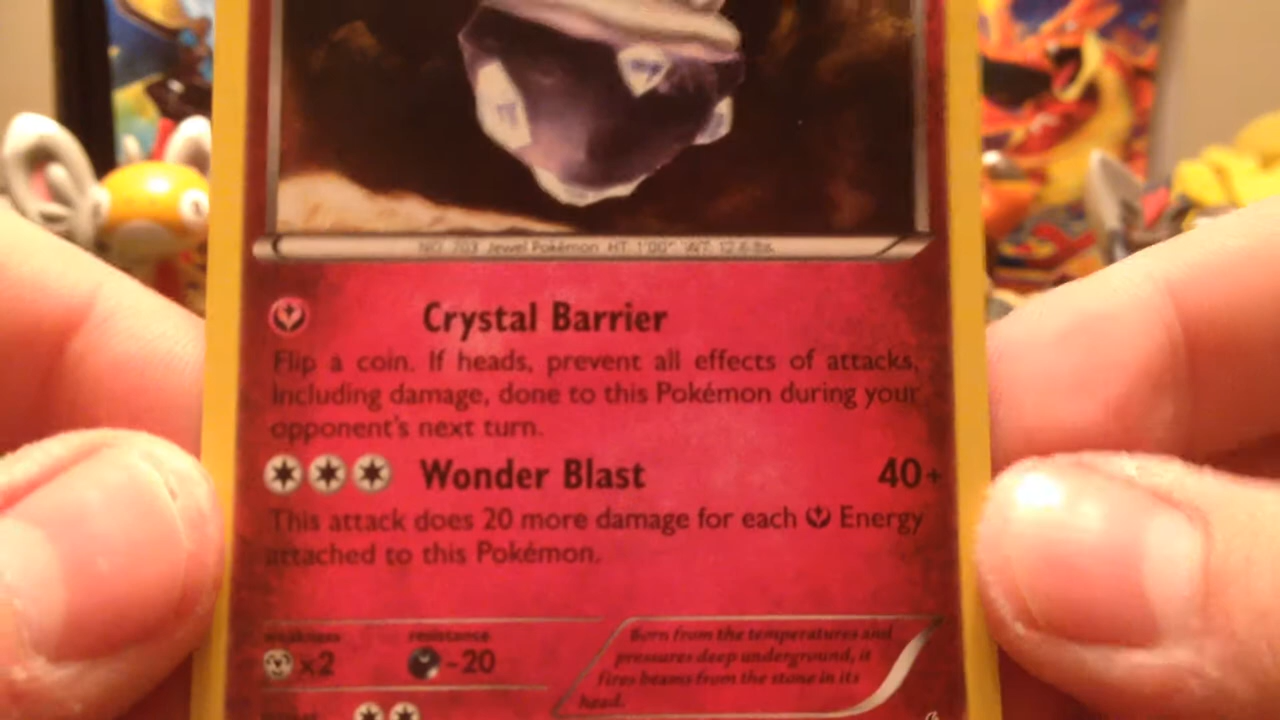 NO. 703 Jewel Pokémon HT: 1'00" WT: 12.6 lbs.
Crystal Barrier
Flip a coin. If heads, prevent all effects of attacks,
including damage, done to this Pokémon during your
opponent's next turn.
Wonder Blast 40+
This attack does 20 more damage for each Energy
attached to this Pokémon.
weakness resistance
×2 -20
Born from the temperatures and
pressures deep underground, it
fires beams from the stone in its
head.